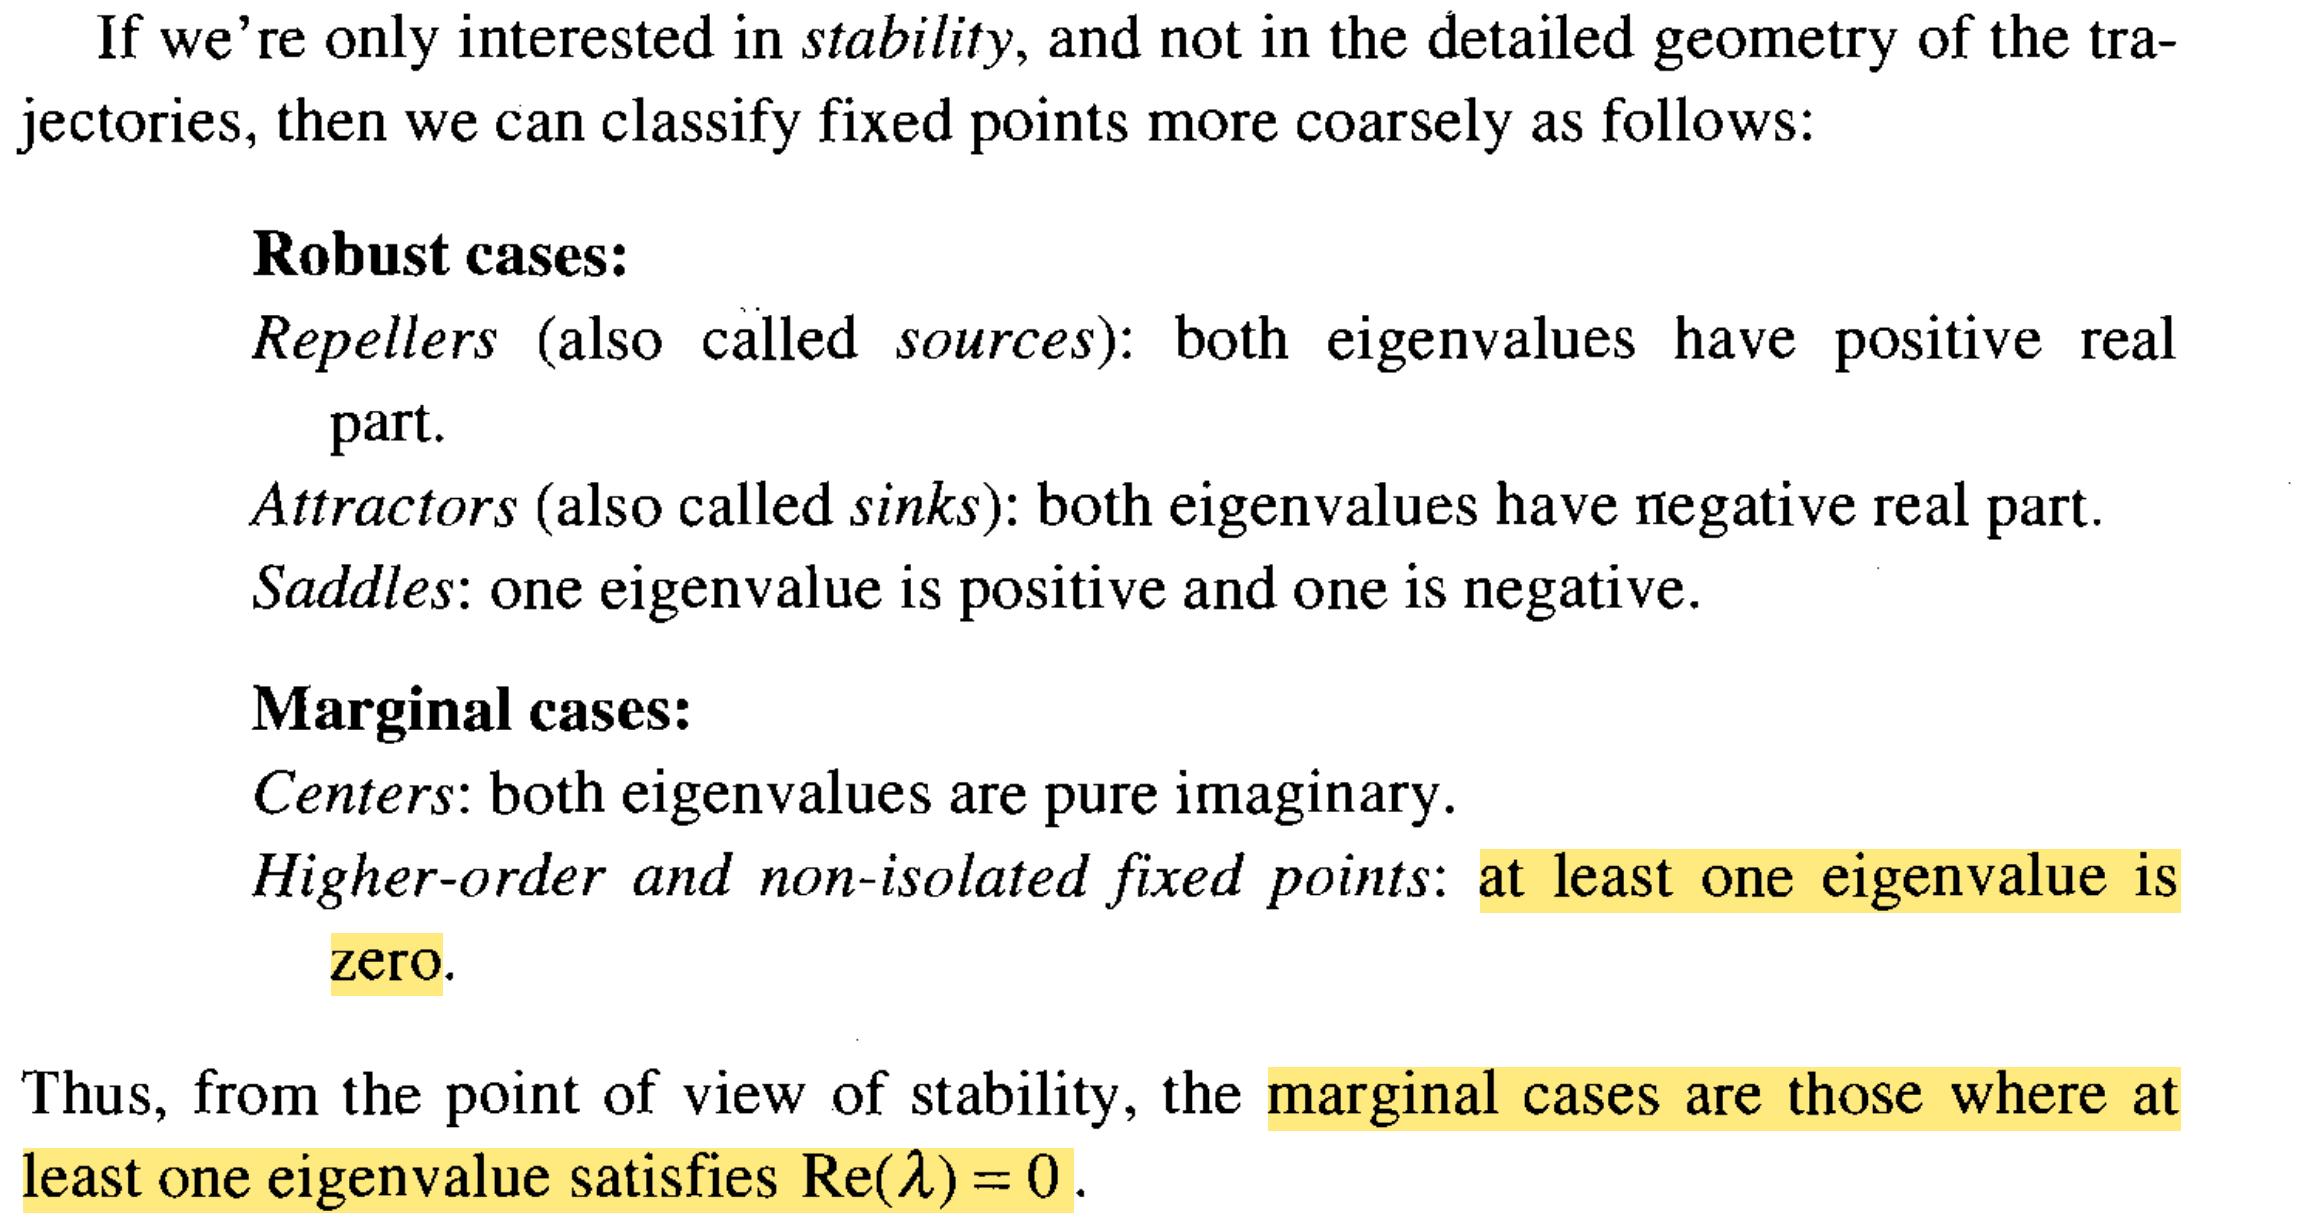 If we're only interested in stability, and not in the detailed geometry of the tra-
jectories, then we can classify fixed points more coarsely as follows:
Robust cases:
Repellers (also called sources): both eigenvalues have positive real
part.
Attractors (also called sinks): both eigenvalues have negative real part.
Saddles: one eigenvalue is positive and one is negative.
Marginal cases:
Centers: both eigenvalues are pure imaginary.
Higher-order and non-isolated fixed points: at least one eigenvalue is
zero.
Thus, from the point of view of stability, the marginal cases are those where at
least one eigenvalue satisfies Re(λ) = 0.